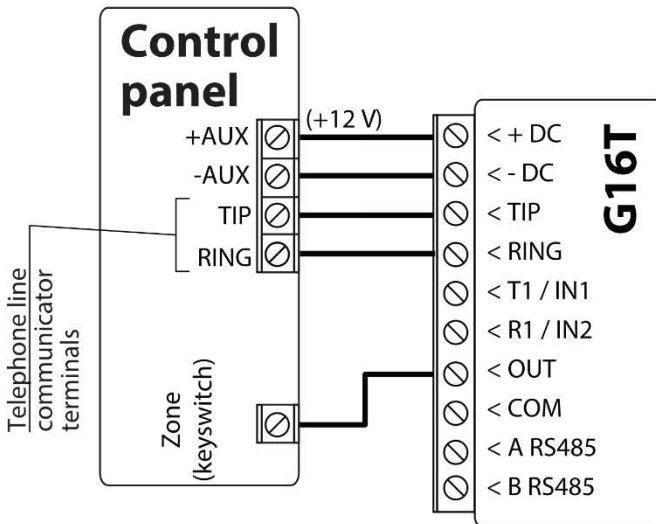 Control
panel
+AUX
(+12 V)
-AUX
TIP
RING
Telephone line
communicator
terminals
Zone
(keyswitch)
G16T
< + DC
< - DC
< TIP
< RING
< T1 / IN1
< R1 / IN2
< OUT
< COM
< A RS485
< B RS485